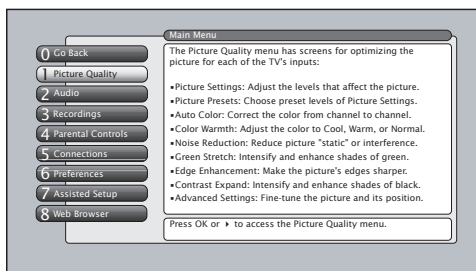 Main Menu
0 Go Back
1 Picture Quality
2 Audio
3 Recordings
4 Parental Controls
5 Connections
6 Preferences
7 Assisted Setup
8 Web Browser
The Picture Quality menu has screens for optimizing the
picture for each of the TV's inputs:
▪Picture Settings: Adjust the levels that affect the picture.
▪Picture Presets: Choose preset levels of Picture Settings.
▪Auto Color: Correct the color from channel to channel.
▪Color Warmth: Adjust the color to Cool, Warm, or Normal.
▪Noise Reduction: Reduce picture "static" or interference.
▪Green Stretch: Intensify and enhance shades of green.
▪Edge Enhancement: Make the picture's edges sharper.
▪Contrast Expand: Intensify and enhance shades of black.
▪Advanced Settings: Fine-tune the picture and its position.
Press OK or ▸ to access the Picture Quality menu.